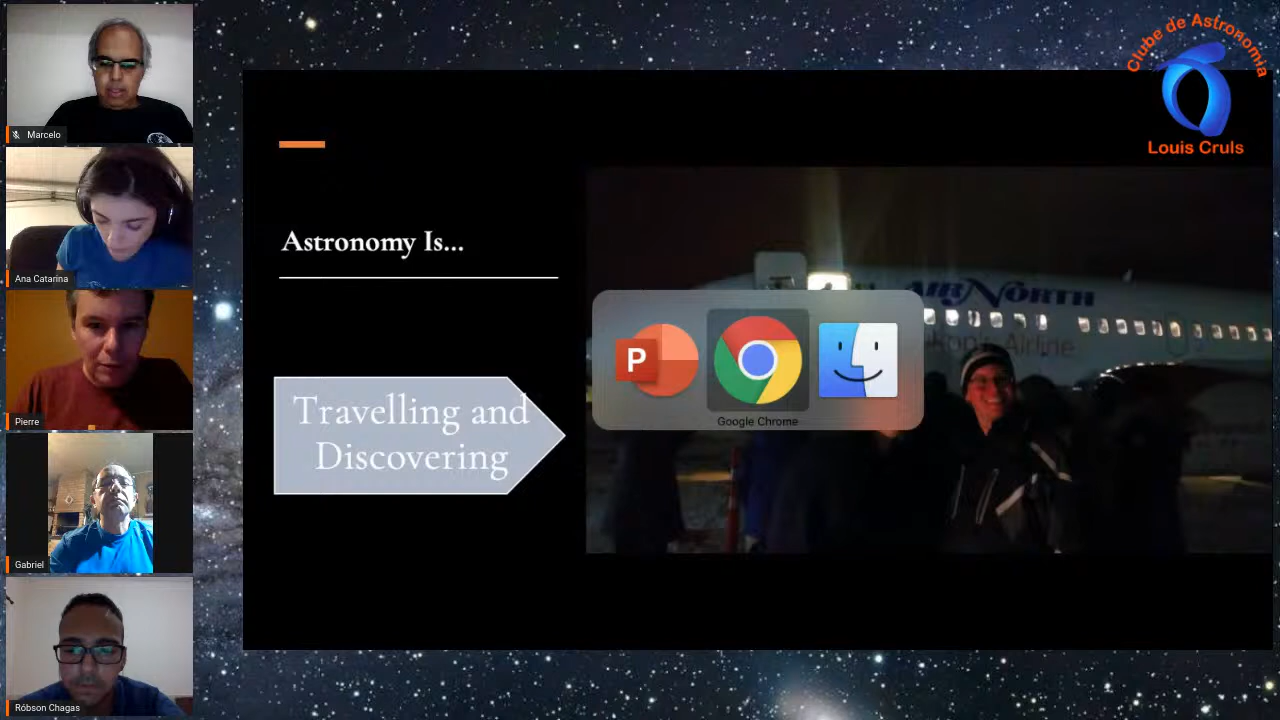 Marcelo
Ana Catarina
Pierre
Gabriel
Róbson Chagas
Clube de Astronomia
Louis Cruls
Astronomy Is...
Travelling and
Discovering
AIR NORTH
Airline
P
Google Chrome